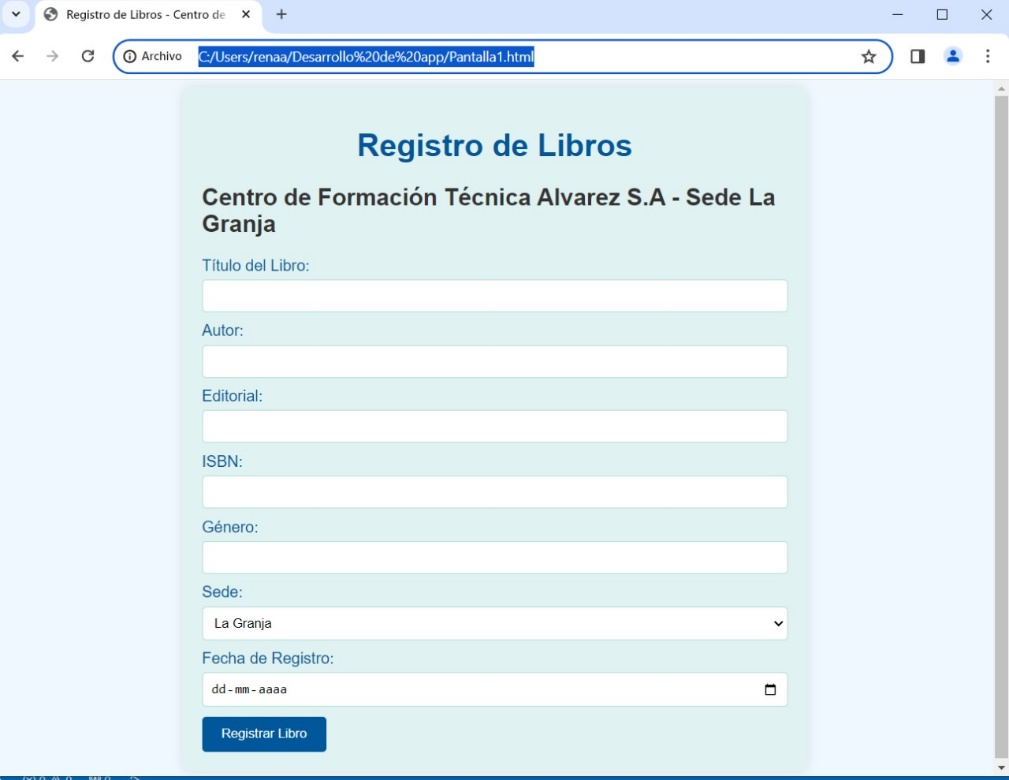 Registro de Libros - Centro de
Archivo C:/Users/renaa/Desarrollo%20de%20app/Pantalla1.html
Registro de Libros
Centro de Formación Técnica Alvarez S.A - Sede La
Granja
Título del Libro:
Autor:
Editorial:
ISBN:
Género:
Sede:
La Granja
Fecha de Registro:
dd-mm-aaaa
Registrar Libro